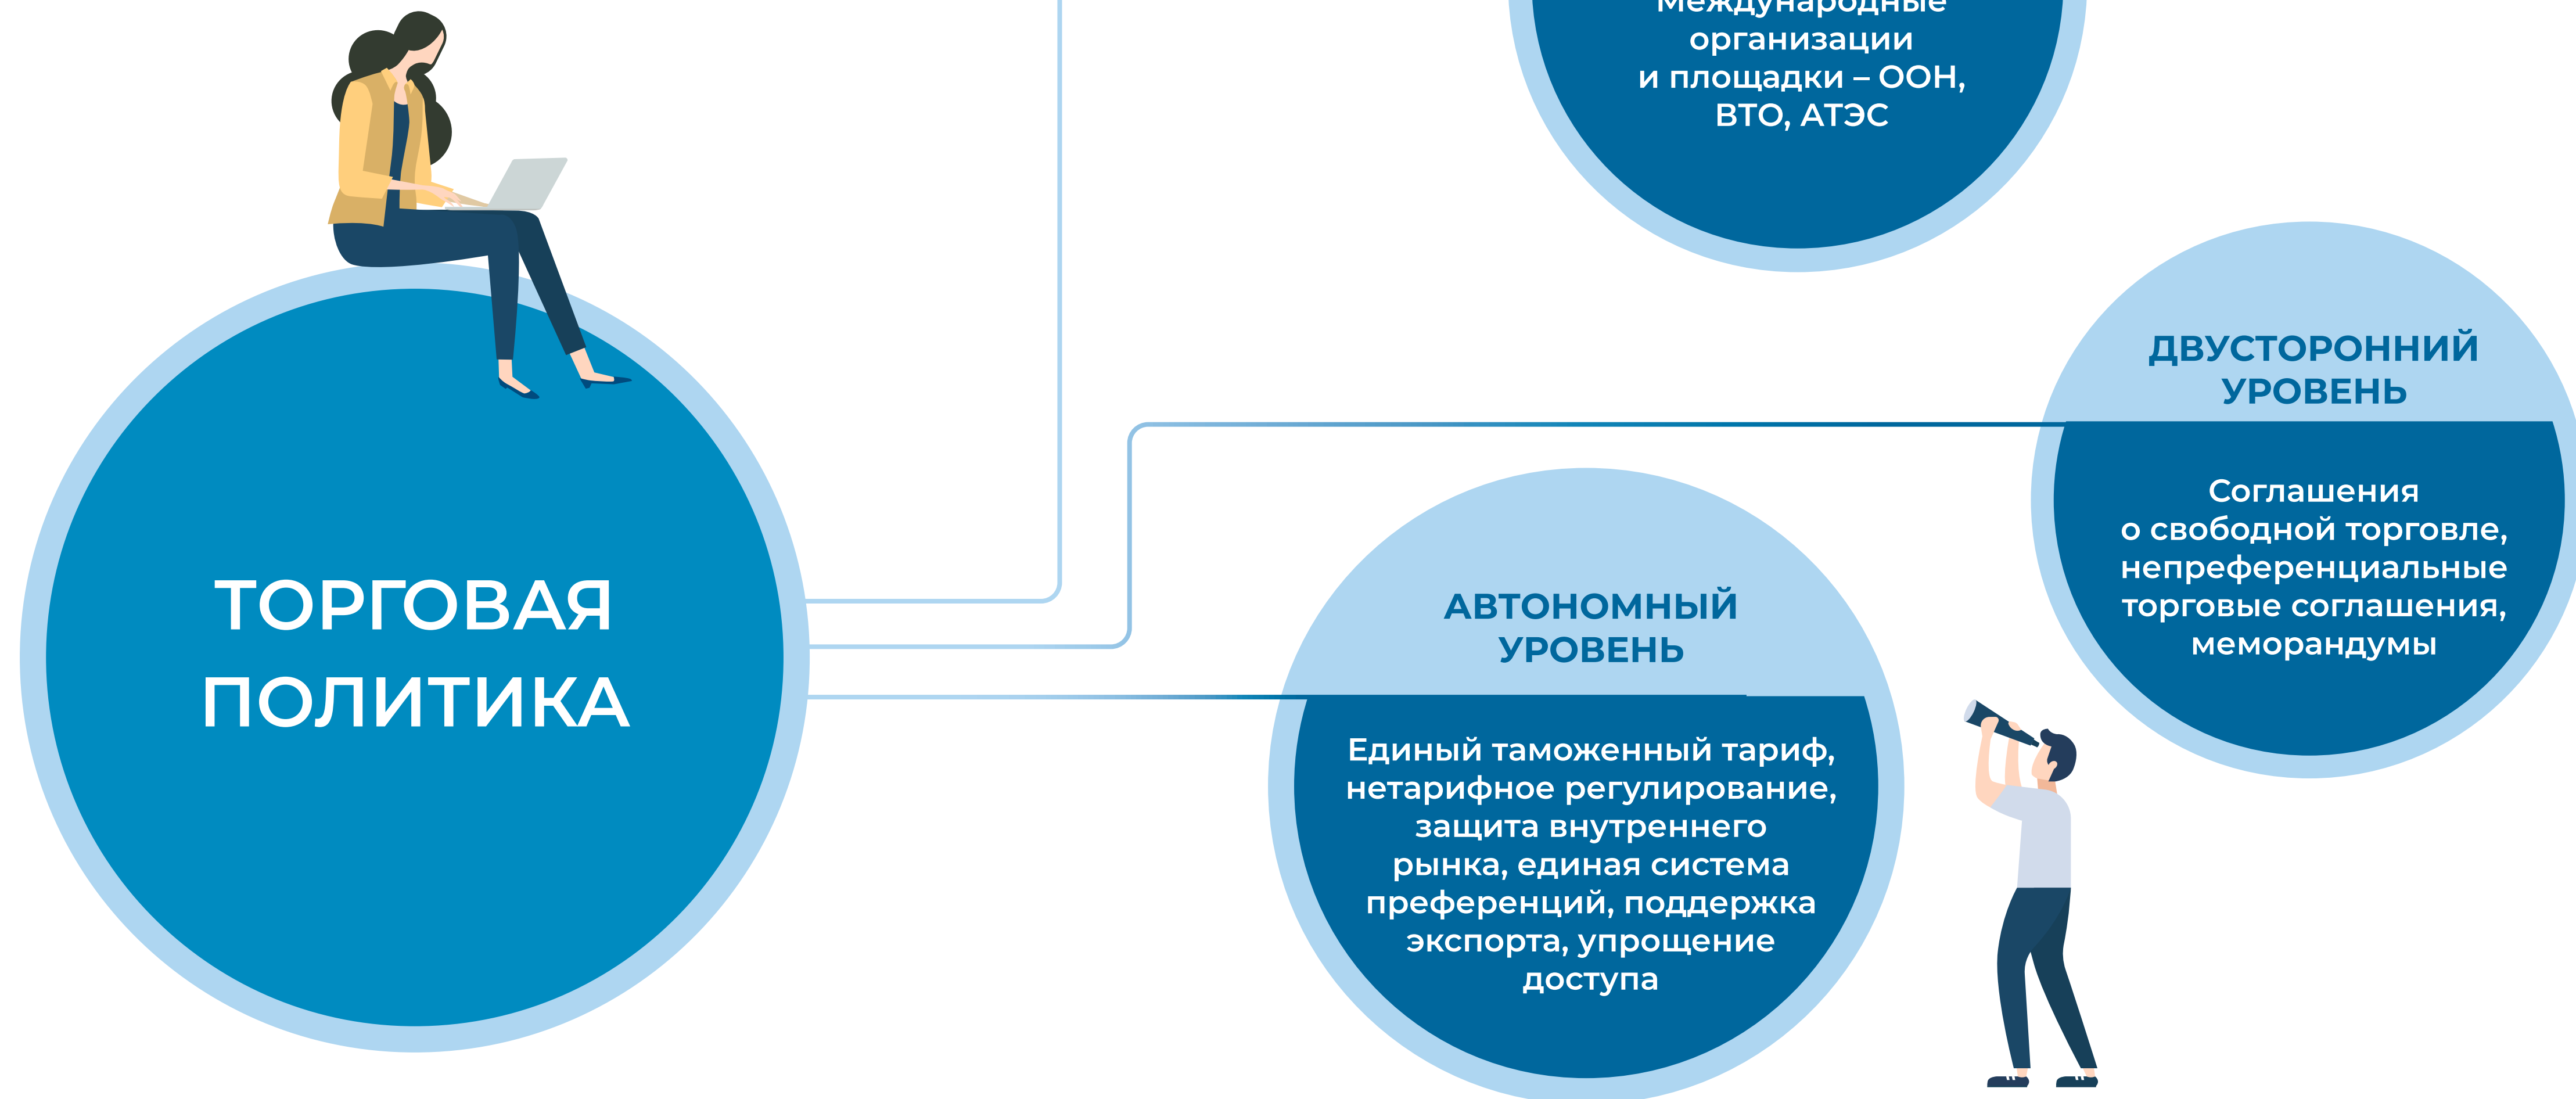 Международные
организации
и площадки – ООН,
ВТО, АТЭС
ДВУСТОРОННИЙ
УРОВЕНЬ
Соглашения
о свободной торговле,
непреференциальные
торговые соглашения,
меморандумы
ТОРГОВАЯ
ПОЛИТИКА
АВТОНОМНЫЙ
УРОВЕНЬ
Единый таможенный тариф,
нетарифное регулирование,
защита внутреннего
рынка, единая система
преференций, поддержка
экспорта, упрощение
доступа